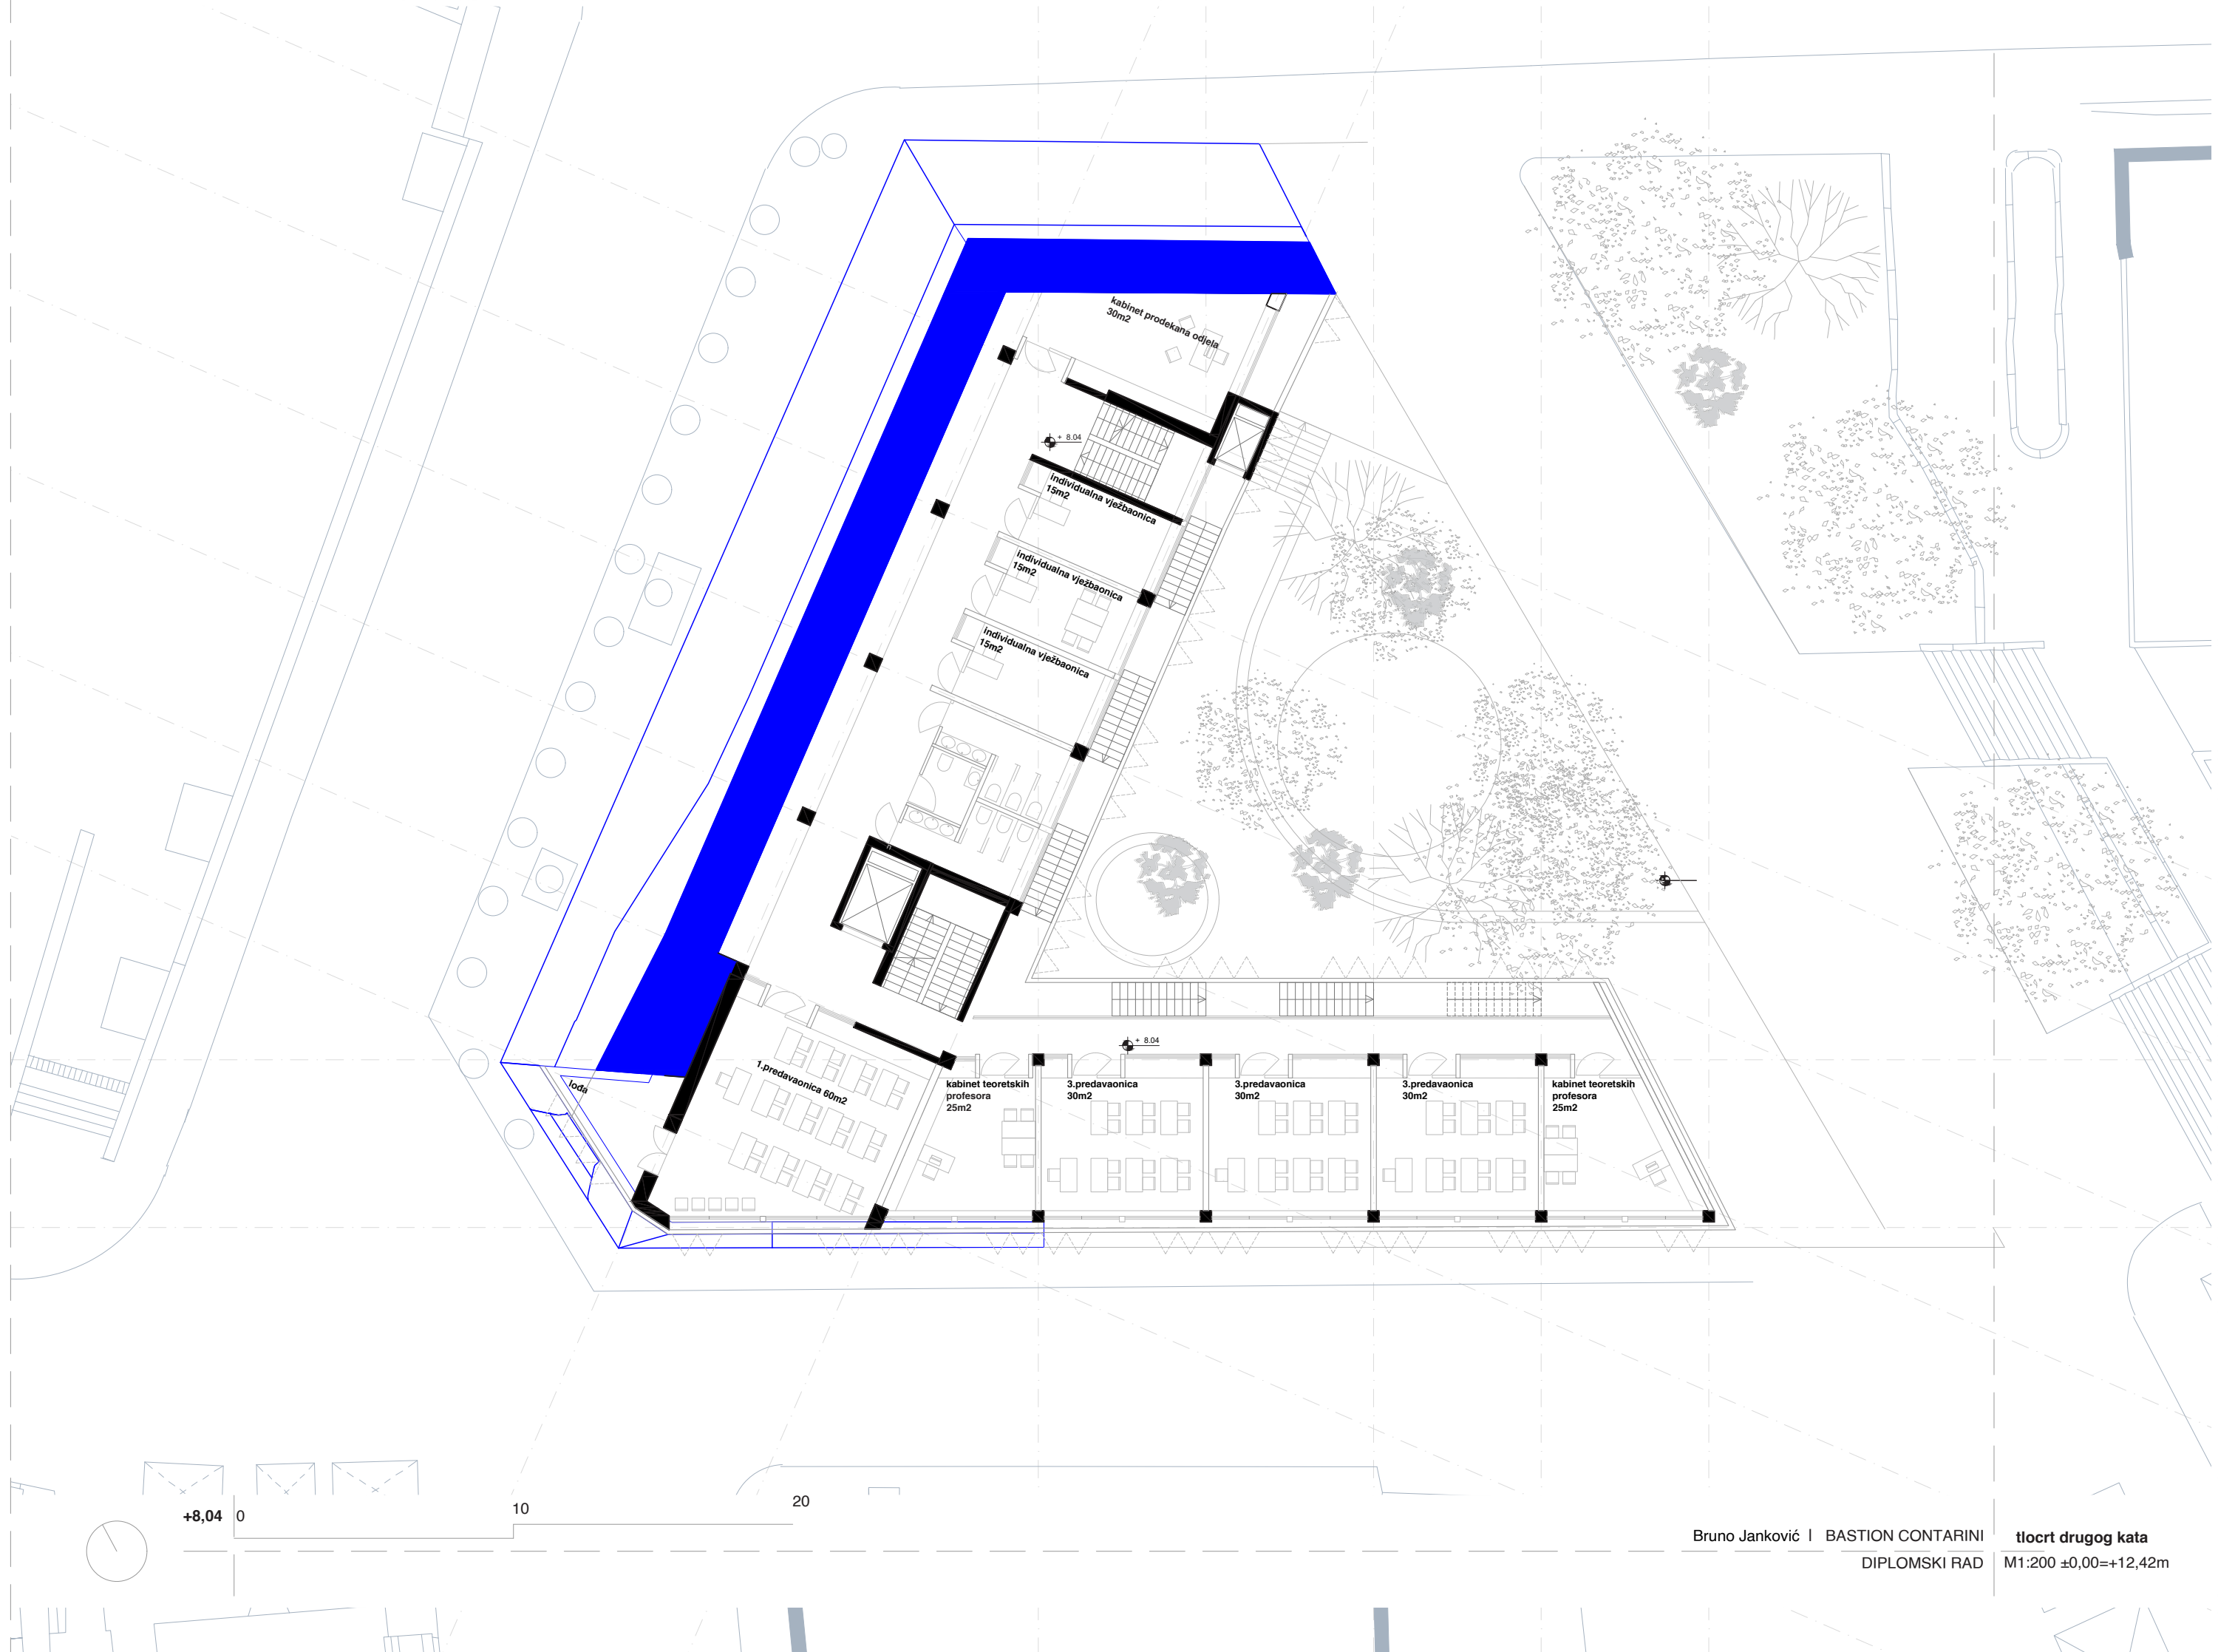 kabinet prodekana odjela
30m2
+ 8.04
individualna vježbaonica
15m2
individualna vježbaonica
15m2
individualna vježbaonica
15m2
lođa
1.predavaonica 60m2
+ 8.04
kabinet teoretskih
profesora
25m2
3.predavaonica
30m2
3.predavaonica
30m2
3.predavaonica
30m2
kabinet teoretskih
profesora
25m2
+8,04 0 10 20
Bruno Janković | BASTION CONTARINI tlocrt drugog kata
DIPLOMSKI RAD M1:200 ±0,00=+12,42m